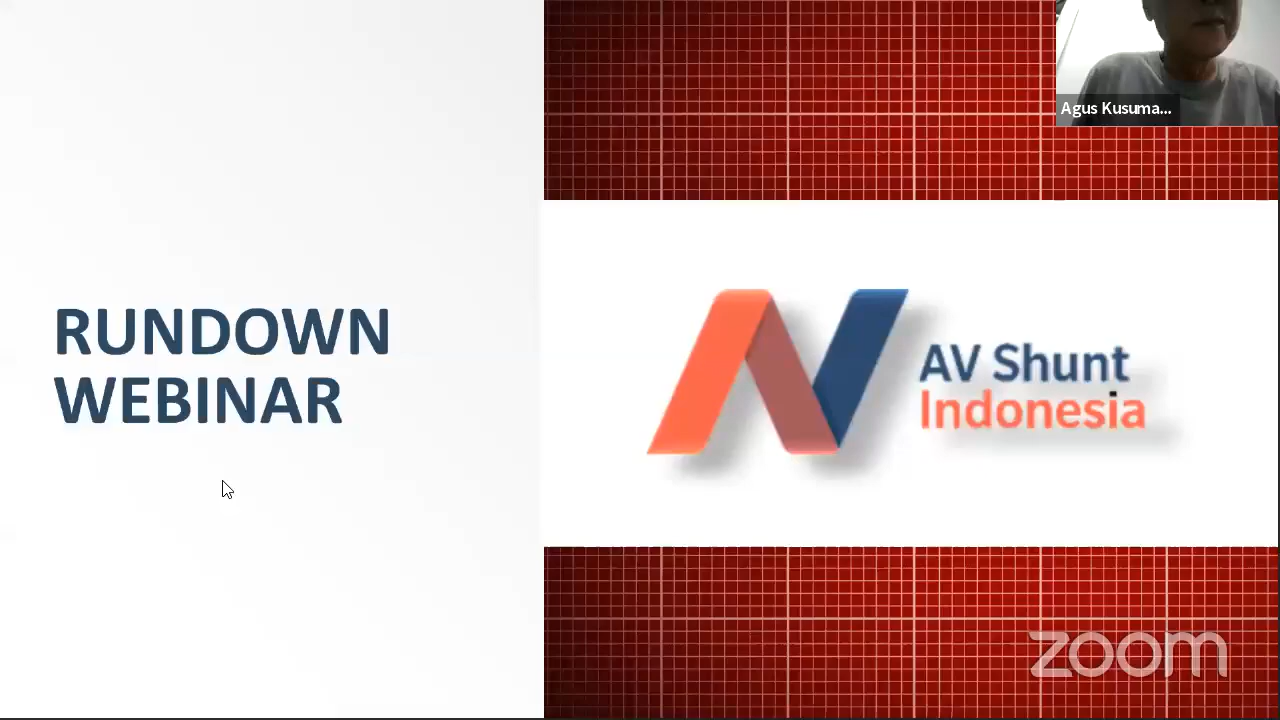 Agus Kusuma...
RUNDOWN
WEBINAR
AV Shunt
Indonesia
zoom